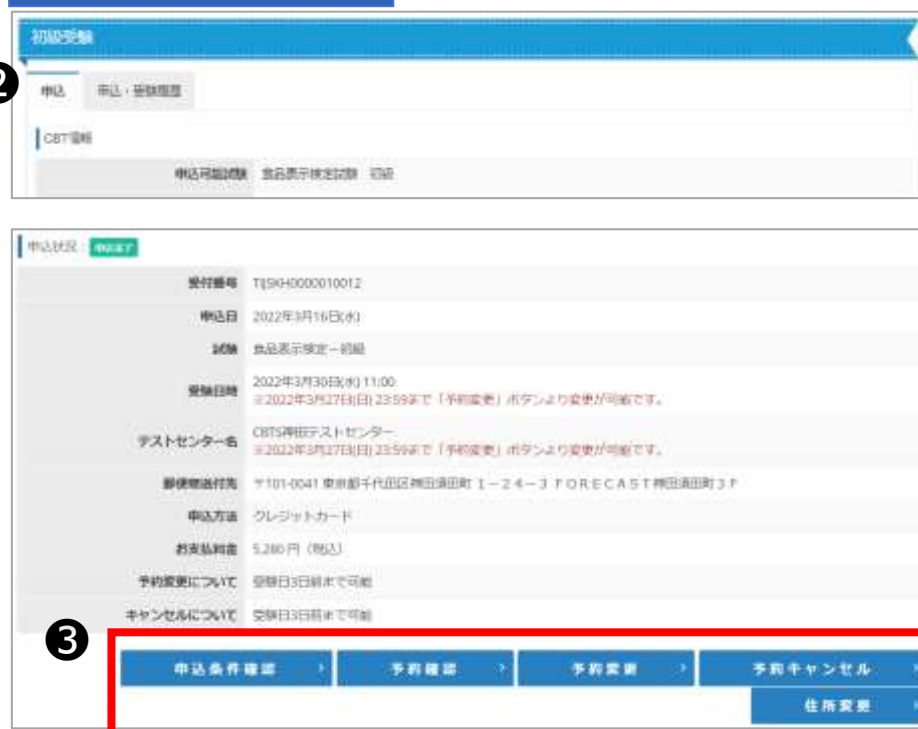 初級受験
❷
申込 申込・受験履歴
CBT情報
申込可能試験 食品表示検定試験 初級
申込状況: 申込完了
受付番号 TIJSKH0000010012
申込日 2022年3月16日(水)
試験 食品表示検定－初級
受験日時 2022年3月30日(水) 11:00
※2022年3月27日(日) 23:59まで「予約変更」ボタンより変更が可能です。
テストセンター名 CBTS神田テストセンター
※2022年3月27日(日) 23:59まで「予約変更」ボタンより変更が可能です。
郵便物送付先 〒101-0041 東京都千代田区神田須田町１－２４－３ ＦＯＲＥＣＡＳＴ神田須田町３Ｆ
申込方法 クレジットカード
お支払料金 5,280 円（税込）
予約変更について 受験日3日前まで可能
キャンセルについて 受験日3日前まで可能
❸
申込条件確認 予約確認 予約変更 予約キャンセル
住所変更